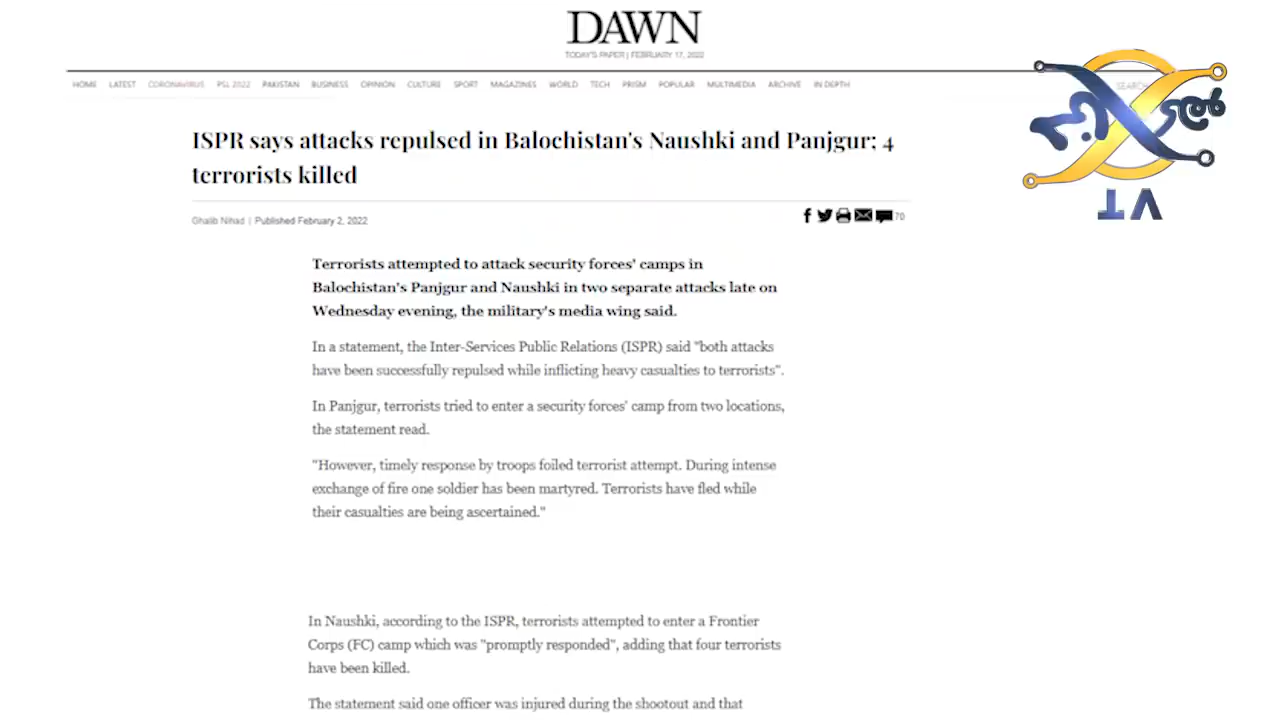 DAWN
TODAY'S PAPER | FEBRUARY 17, 2022
HOME LATEST CORONAVIRUS PSL 2022 PAKISTAN BUSINESS OPINION CULTURE SPORT MAGAZINES WORLD TECH PRISM POPULAR MULTIMEDIA ARCHIVE IN DEPTH SEARCH
ISPR says attacks repulsed in Balochistan's Naushki and Panjgur; 4
terrorists killed
Ghalib Nihad | Published February 2, 2022
70
Terrorists attempted to attack security forces' camps in
Balochistan's Panjgur and Naushki in two separate attacks late on
Wednesday evening, the military's media wing said.
In a statement, the Inter-Services Public Relations (ISPR) said "both attacks
have been successfully repulsed while inflicting heavy casualties to terrorists".
In Panjgur, terrorists tried to enter a security forces' camp from two locations,
the statement read.
"However, timely response by troops foiled terrorist attempt. During intense
exchange of fire one soldier has been martyred. Terrorists have fled while
their casualties are being ascertained."
In Naushki, according to the ISPR, terrorists attempted to enter a Frontier
Corps (FC) camp which was "promptly responded", adding that four terrorists
have been killed.
The statement said one officer was injured during the shootout and that